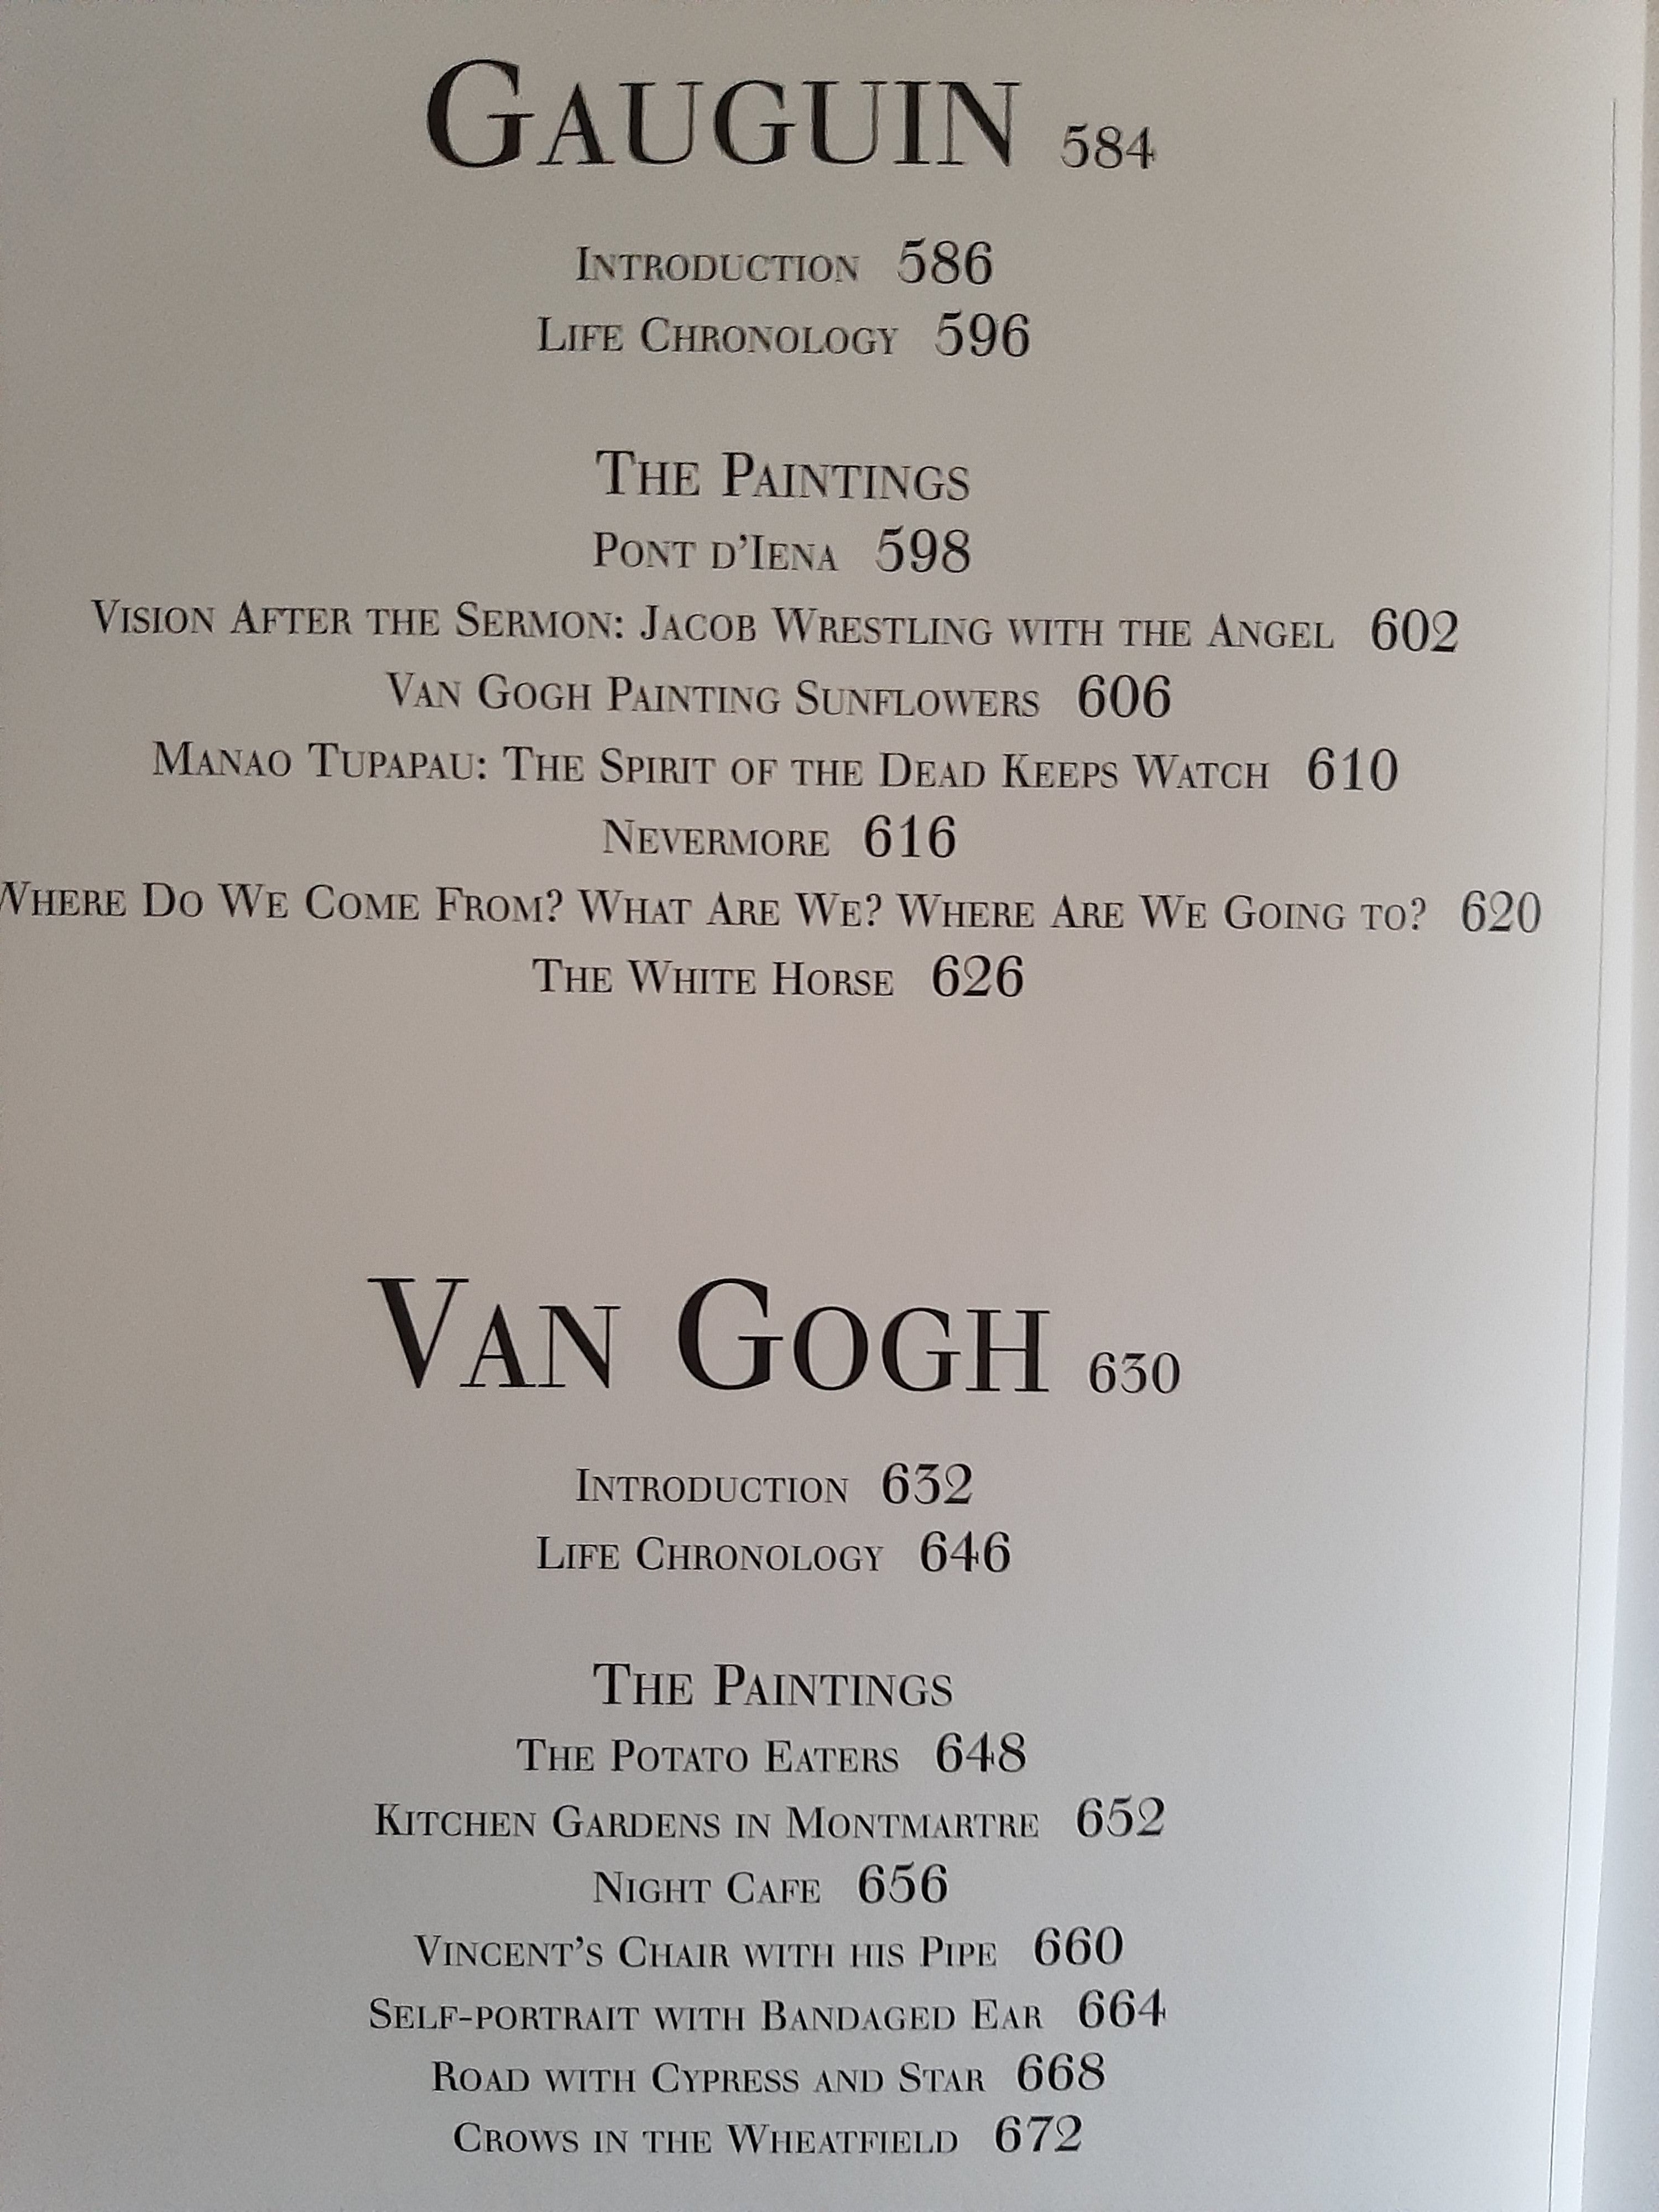 GAUGUIN 584
INTRODUCTION 586
LIFE CHRONOLOGY 596
THE PAINTINGS
PONT D'IENA 598
VISION AFTER THE SERMON: JACOB WRESTLING WITH THE ANGEL 602
VAN GOGH PAINTING SUNFLOWERS 606
MANAO TUPAPAU: THE SPIRIT OF THE DEAD KEEPS WATCH 610
NEVERMORE 616
WHERE DO WE COME FROM? WHAT ARE WE? WHERE ARE WE GOING TO? 620
THE WHITE HORSE 626
VAN GOGH 630
INTRODUCTION 632
LIFE CHRONOLOGY 646
THE PAINTINGS
THE POTATO EATERS 648
KITCHEN GARDENS IN MONTMARTRE 652
NIGHT CAFE 656
VINCENT'S CHAIR WITH HIS PIPE 660
SELF-PORTRAIT WITH BANDAGED EAR 664
ROAD WITH CYPRESS AND STAR 668
CROWS IN THE WHEATFIELD 672